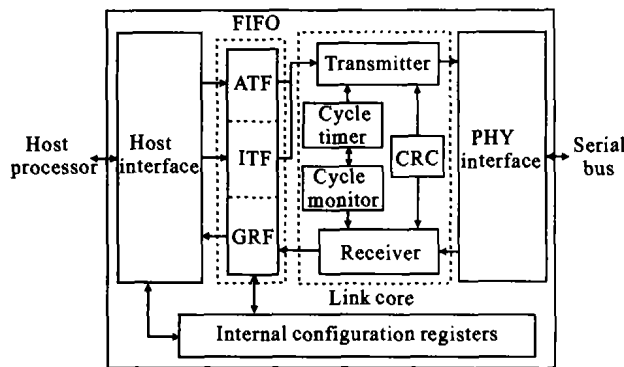 FIFO
ATF
ITF
GRF
Transmitter
Cycle
timer
CRC
Cycle
monitor
Receiver
Link core
Host
processor
Host
interface
PHY
interface
Serial
bus
Internal configuration registers